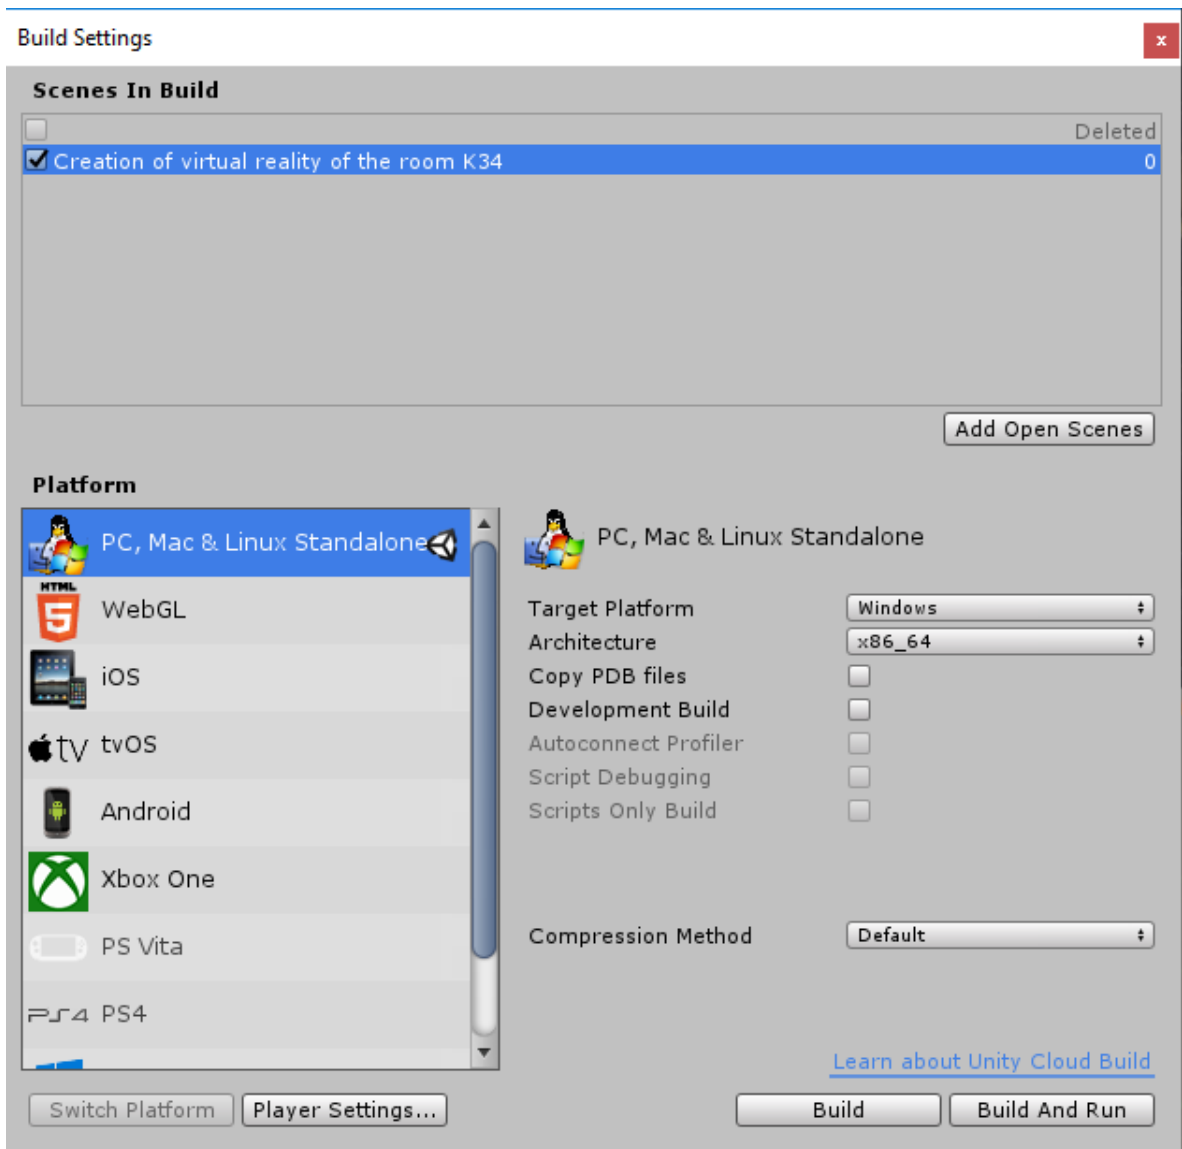 Build Settings
x
Scenes In Build
Deleted
Creation of virtual reality of the room K34 0
Add Open Scenes
Platform
PC, Mac & Linux Standalone
HTML
5
WebGL
iOS
tv tvOS
Android
Xbox One
PS Vita
PS4 PS4
PC, Mac & Linux Standalone
Target Platform Windows
Architecture x86_64
Copy PDB files
Development Build
Autoconnect Profiler
Script Debugging
Scripts Only Build
Compression Method Default
Learn about Unity Cloud Build
Switch Platform Player Settings... Build Build And Run